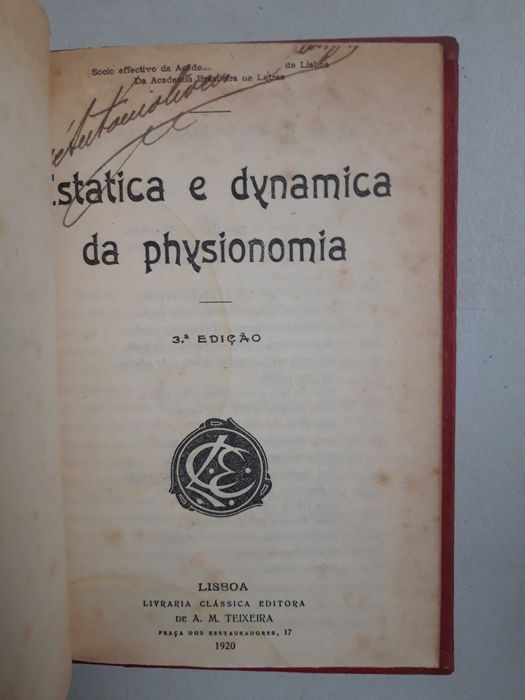 Socio effectivo da Acade de Lisboa
Da Academia Brasileira de Letras
Estatica e dynamica
da physionomia
3.ª EDIÇÃO
LISBOA
LIVRARIA CLÁSSICA EDITORA
DE A. M. TEIXEIRA
PRAÇA DOS RESTAURADORES, 17
1920